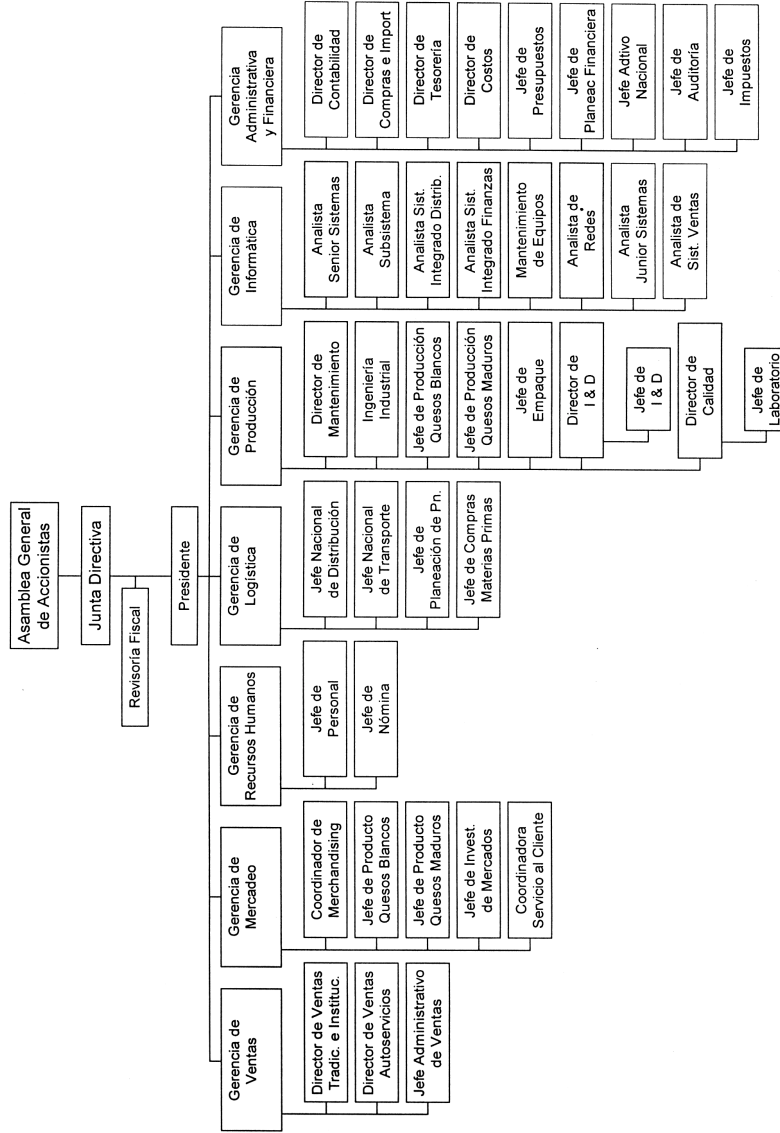 Asamblea General
de Accionistas
Junta Directiva
Revisoría Fiscal
Presidente
Gerencia de
Ventas
Director de Ventas
Tradic. e Instituc.
Director de Ventas
Autoservicios
Jefe Administrativo
de Ventas
Gerencia de
Mercadeo
Coordinador de
Merchandising
Jefe de Producto
Quesos Blancos
Jefe de Producto
Quesos Maduros
Jefe de Invest.
de Mercados
Coordinadora
Servicio al Cliente
Gerencia de
Recursos Humanos
Jefe de
Personal
Jefe de
Nómina
Gerencia de
Logística
Jefe Nacional
de Distribución
Jefe Nacional
de Transporte
Jefe de
Planeación de Pn.
Jefe de Compras
Materias Primas
Gerencia de
Producción
Director de
Mantenimiento
Ingeniería
Industrial
Jefe de Producción
Quesos Blancos
Jefe de Producción
Quesos Maduros
Jefe de
Empaque
Director de
I & D
Jefe de
I & D
Director de
Calidad
Jefe de
Laboratorio
Gerencia de
Informàtica
Analista
Senior Sistemas
Analista
Subsistema
Analista Sist.
Integrado Distrib.
Analista Sist.
Integrado Finanzas
Mantenimiento
de Equipos
Analista de
Redes
Analista
Junior Sistemas
Analista de
Sist. Ventas
Gerencia
Administrativa
y Financiera
Director de
Contabilidad
Director de
Compras e Import
Director de
Tesorería
Director de
Costos
Jefe de
Presupuestos
Jefe de
Planeac Financiera
Jefe Adtivo
Nacional
Jefe de
Auditoría
Jefe de
Impuestos